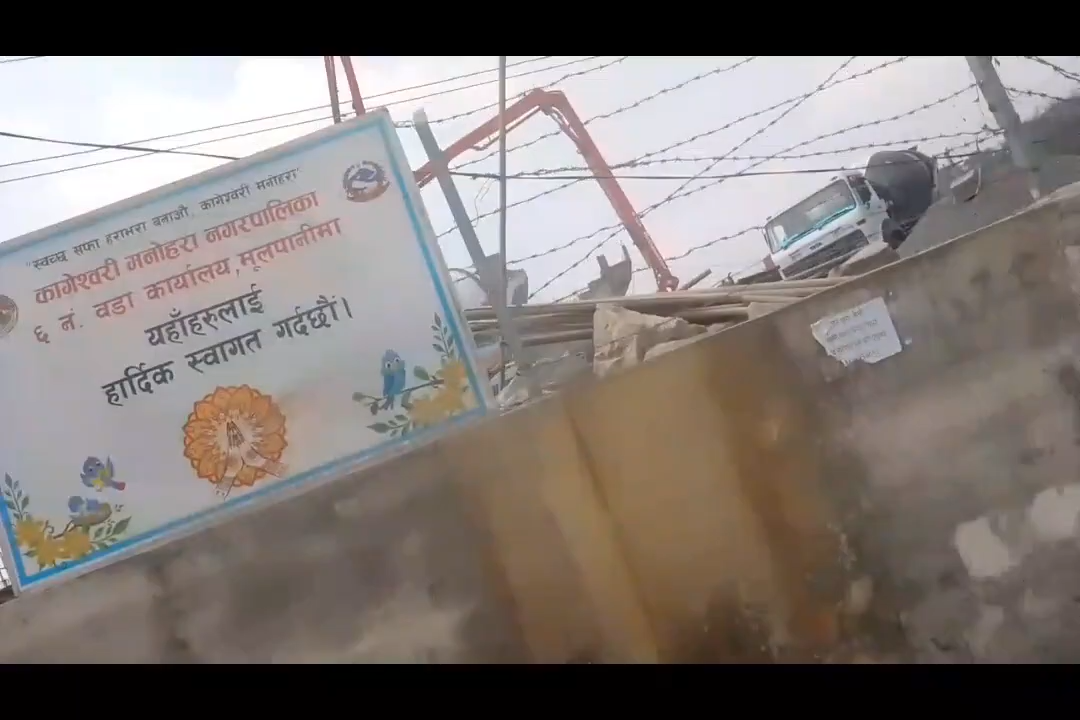 "स्वच्छ सफा हराभरा बनाऔ, कागेश्वरी मनोहरा"
कागेश्वरी मनोहरा नगरपालिका
६ नं. वडा कार्यालय,मूलपानीमा
यहाँहरुलाई
हार्दिक स्वागत गर्दछौं।